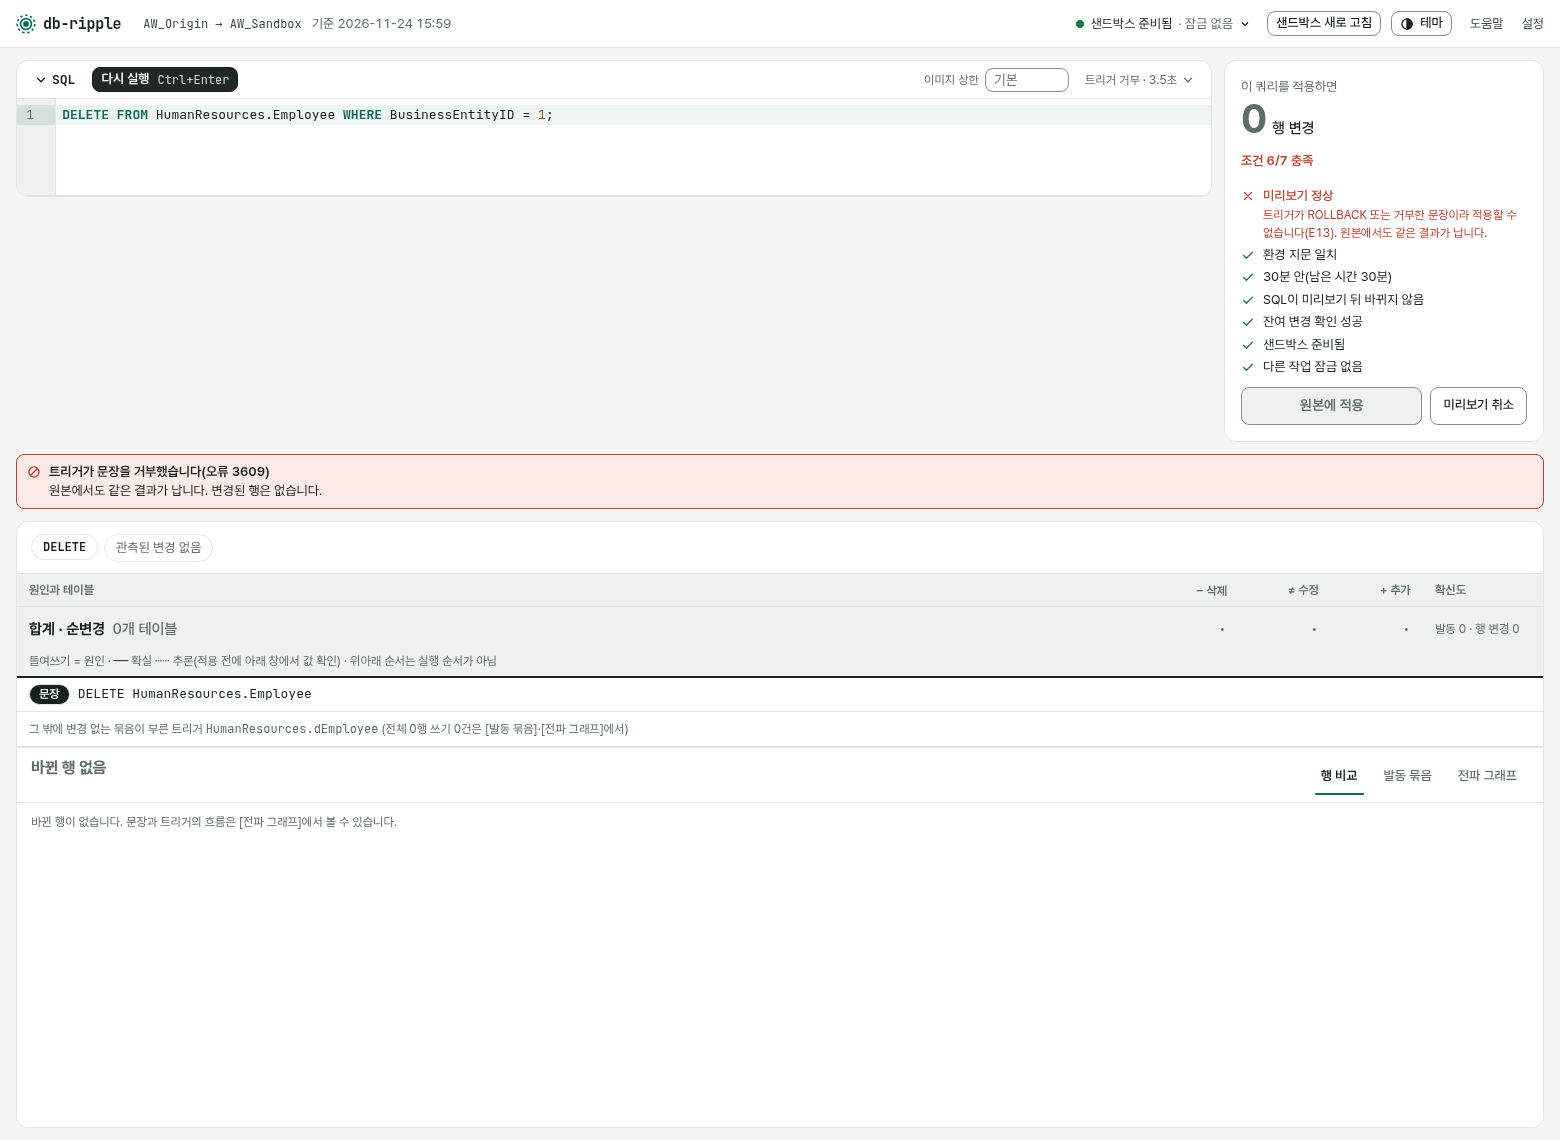 db-ripple AW_Origin → AW_Sandbox 기준 2026-11-24 15:59 샌드박스 준비됨 · 잠금 없음 샌드박스 새로 고침 테마 도움말 설정
SQL 다시 실행 Ctrl+Enter 이미지 상한 기본 트리거 거부 · 3.5초
1 DELETE FROM HumanResources.Employee WHERE BusinessEntityID = 1;
이 쿼리를 적용하면
0 행 변경
조건 6/7 충족
미리보기 정상
트리거가 ROLLBACK 또는 거부한 문장이라 적용할 수
없습니다(E13). 원본에서도 같은 결과가 납니다.
환경 지문 일치
30분 안(남은 시간 30분)
SQL이 미리보기 뒤 바뀌지 않음
잔여 변경 확인 성공
샌드박스 준비됨
다른 작업 잠금 없음
원본에 적용 미리보기 취소
트리거가 문장을 거부했습니다(오류 3609)
원본에서도 같은 결과가 납니다. 변경된 행은 없습니다.
DELETE 관측된 변경 없음
원인과 테이블 − 삭제 ≠ 수정 + 추가 확신도
합계 · 순변경 0개 테이블 · · · 발동 0 · 행 변경 0
들여쓰기 = 원인 · ── 확실 ┈┈ 추론(적용 전에 아래 창에서 값 확인) · 위아래 순서는 실행 순서가 아님
문장 DELETE HumanResources.Employee
그 밖에 변경 없는 묶음이 부른 트리거 HumanResources.dEmployee (전체 0행 쓰기 0건은 [발동 묶음]·[전파 그래프]에서)
바뀐 행 없음 행 비교 발동 묶음 전파 그래프
바뀐 행이 없습니다. 문장과 트리거의 흐름은 [전파 그래프]에서 볼 수 있습니다.